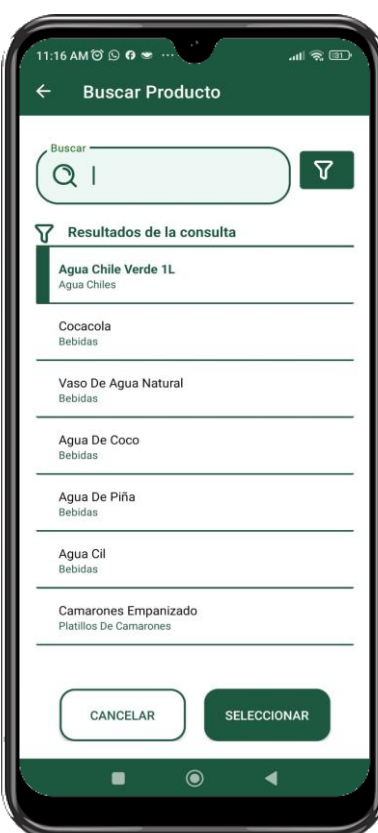 11:16 AM ...
31
Buscar Producto
Buscar
Resultados de la consulta
Agua Chile Verde 1L
Agua Chiles
Cocacola
Bebidas
Vaso De Agua Natural
Bebidas
Agua De Coco
Bebidas
Agua De Piña
Bebidas
Agua Cil
Bebidas
Camarones Empanizado
Platillos De Camarones
CANCELAR
SELECCIONAR